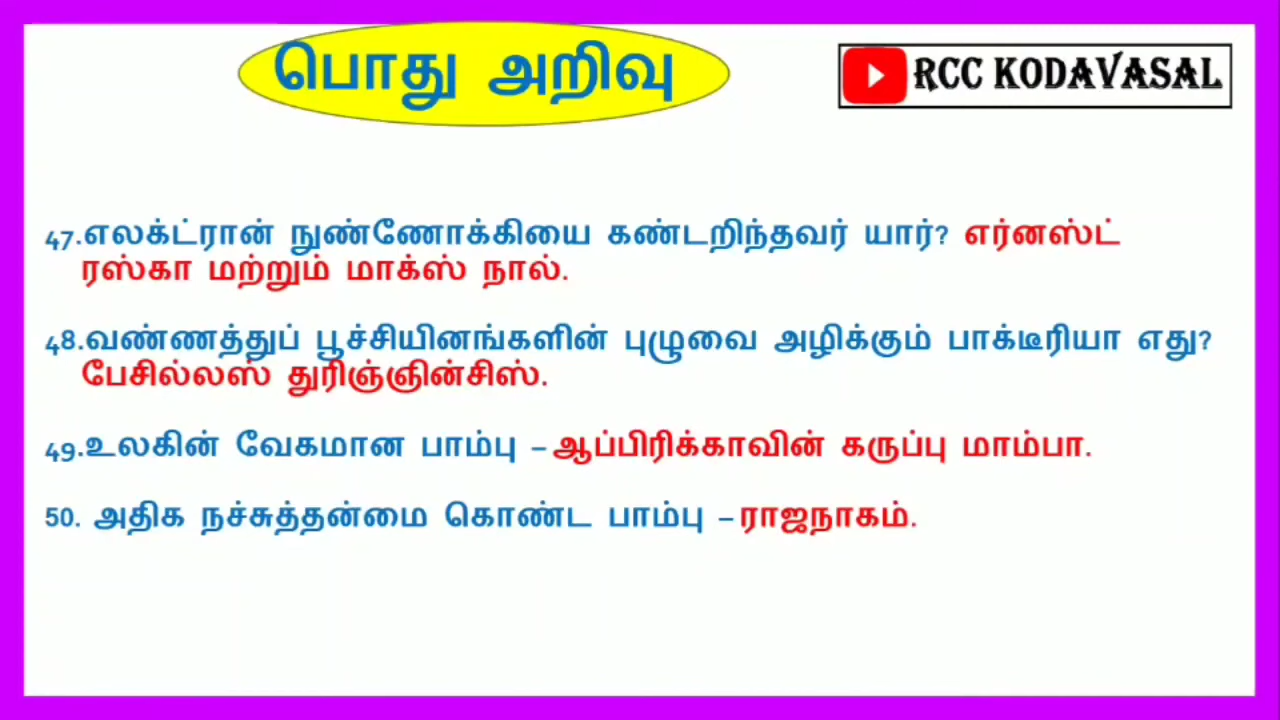 பொது அறிவு
RCC KODAVASAL
47.எலக்ட்ரான் நுண்ணோக்கியை கண்டறிந்தவர் யார்? எர்னஸ்ட்
ரஸ்கா மற்றும் மாக்ஸ் நால்.
48.வண்ணத்துப் பூச்சியினங்களின் புழுவை அழிக்கும் பாக்டீரியா எது?
பேசில்லஸ் துரிஞ்ஞின்சிஸ்.
49.உலகின் வேகமான பாம்பு –ஆப்பிரிக்காவின் கருப்பு மாம்பா.
50. அதிக நச்சுத்தன்மை கொண்ட பாம்பு –ராஜநாகம்.